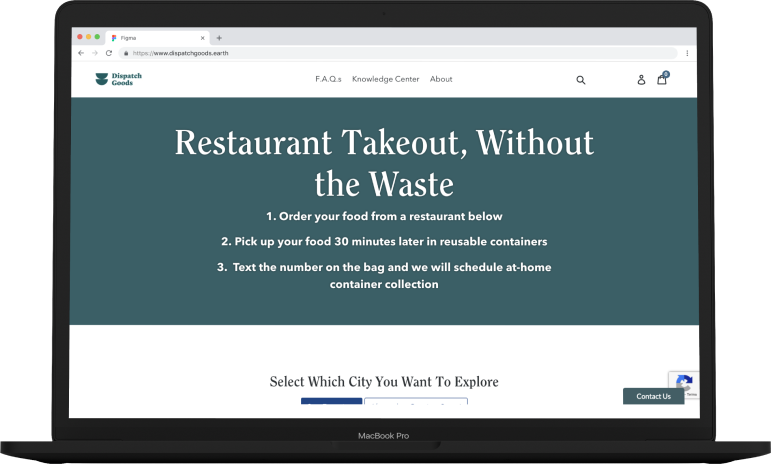 Figma
https://www.dispatchgoods.earth
Dispatch
Goods
F.A.Q.s Knowledge Center About
0
Restaurant Takeout, Without
the Waste
1. Order your food from a restaurant below
2. Pick up your food 30 minutes later in reusable containers
3. Text the number on the bag and we will schedule at-home
container collection
Select Which City You Want To Explore
Terms
Contact Us
MacBook Pro